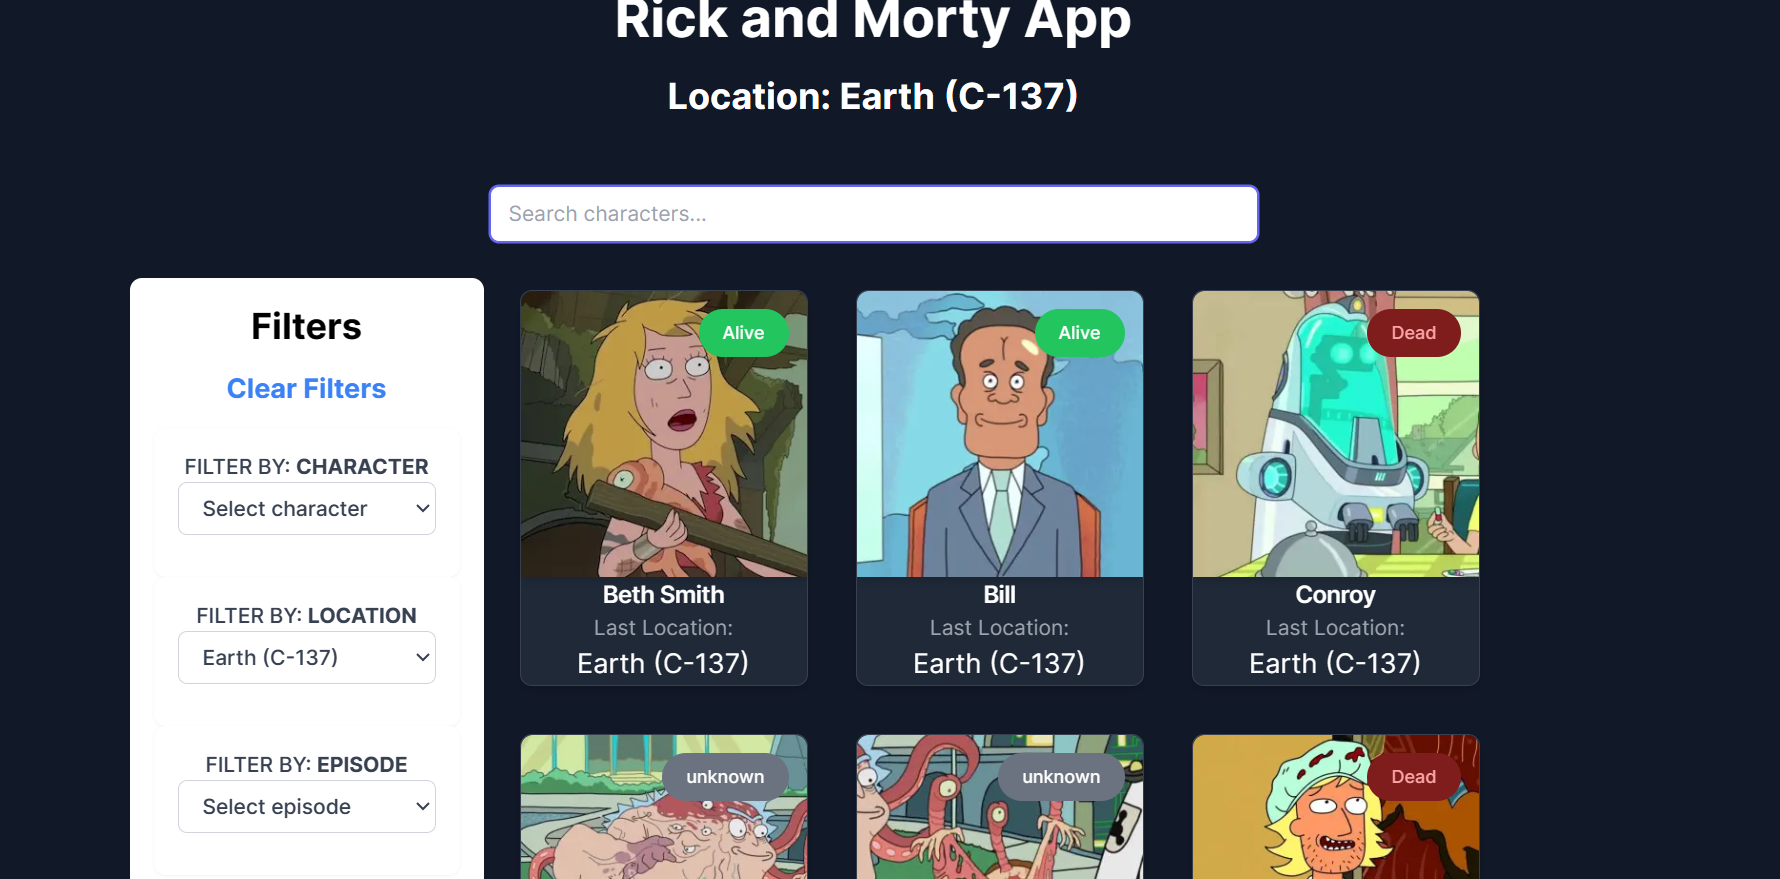 Rick and Morty App
Location: Earth (C-137)
Search characters...
Filters
Clear Filters
FILTER BY: CHARACTER
Select character
FILTER BY: LOCATION
Earth (C-137)
FILTER BY: EPISODE
Select episode
Alive
Beth Smith
Last Location:
Earth (C-137)
Alive
Bill
Last Location:
Earth (C-137)
Dead
Conroy
Last Location:
Earth (C-137)
unknown
unknown
Dead